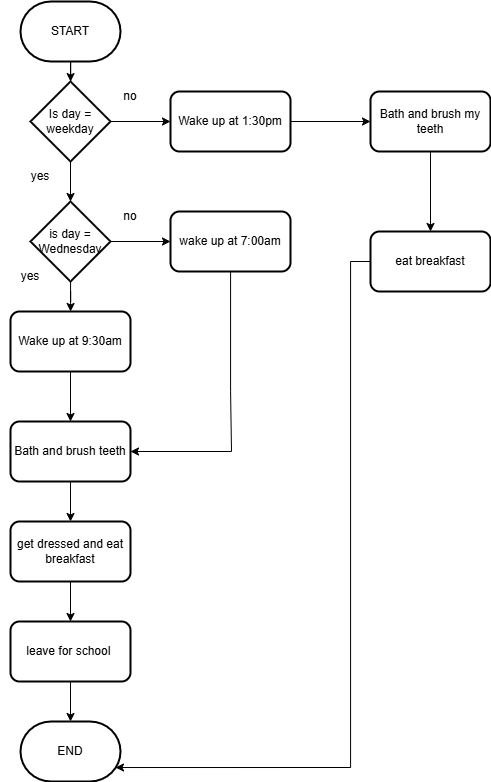 START
no
Is day =
weekday
Wake up at 1:30pm
Bath and brush my
teeth
yes
no
is day =
Wednesday
wake up at 7:00am
eat breakfast
yes
Wake up at 9:30am
Bath and brush teeth
get dressed and eat
breakfast
leave for school
END